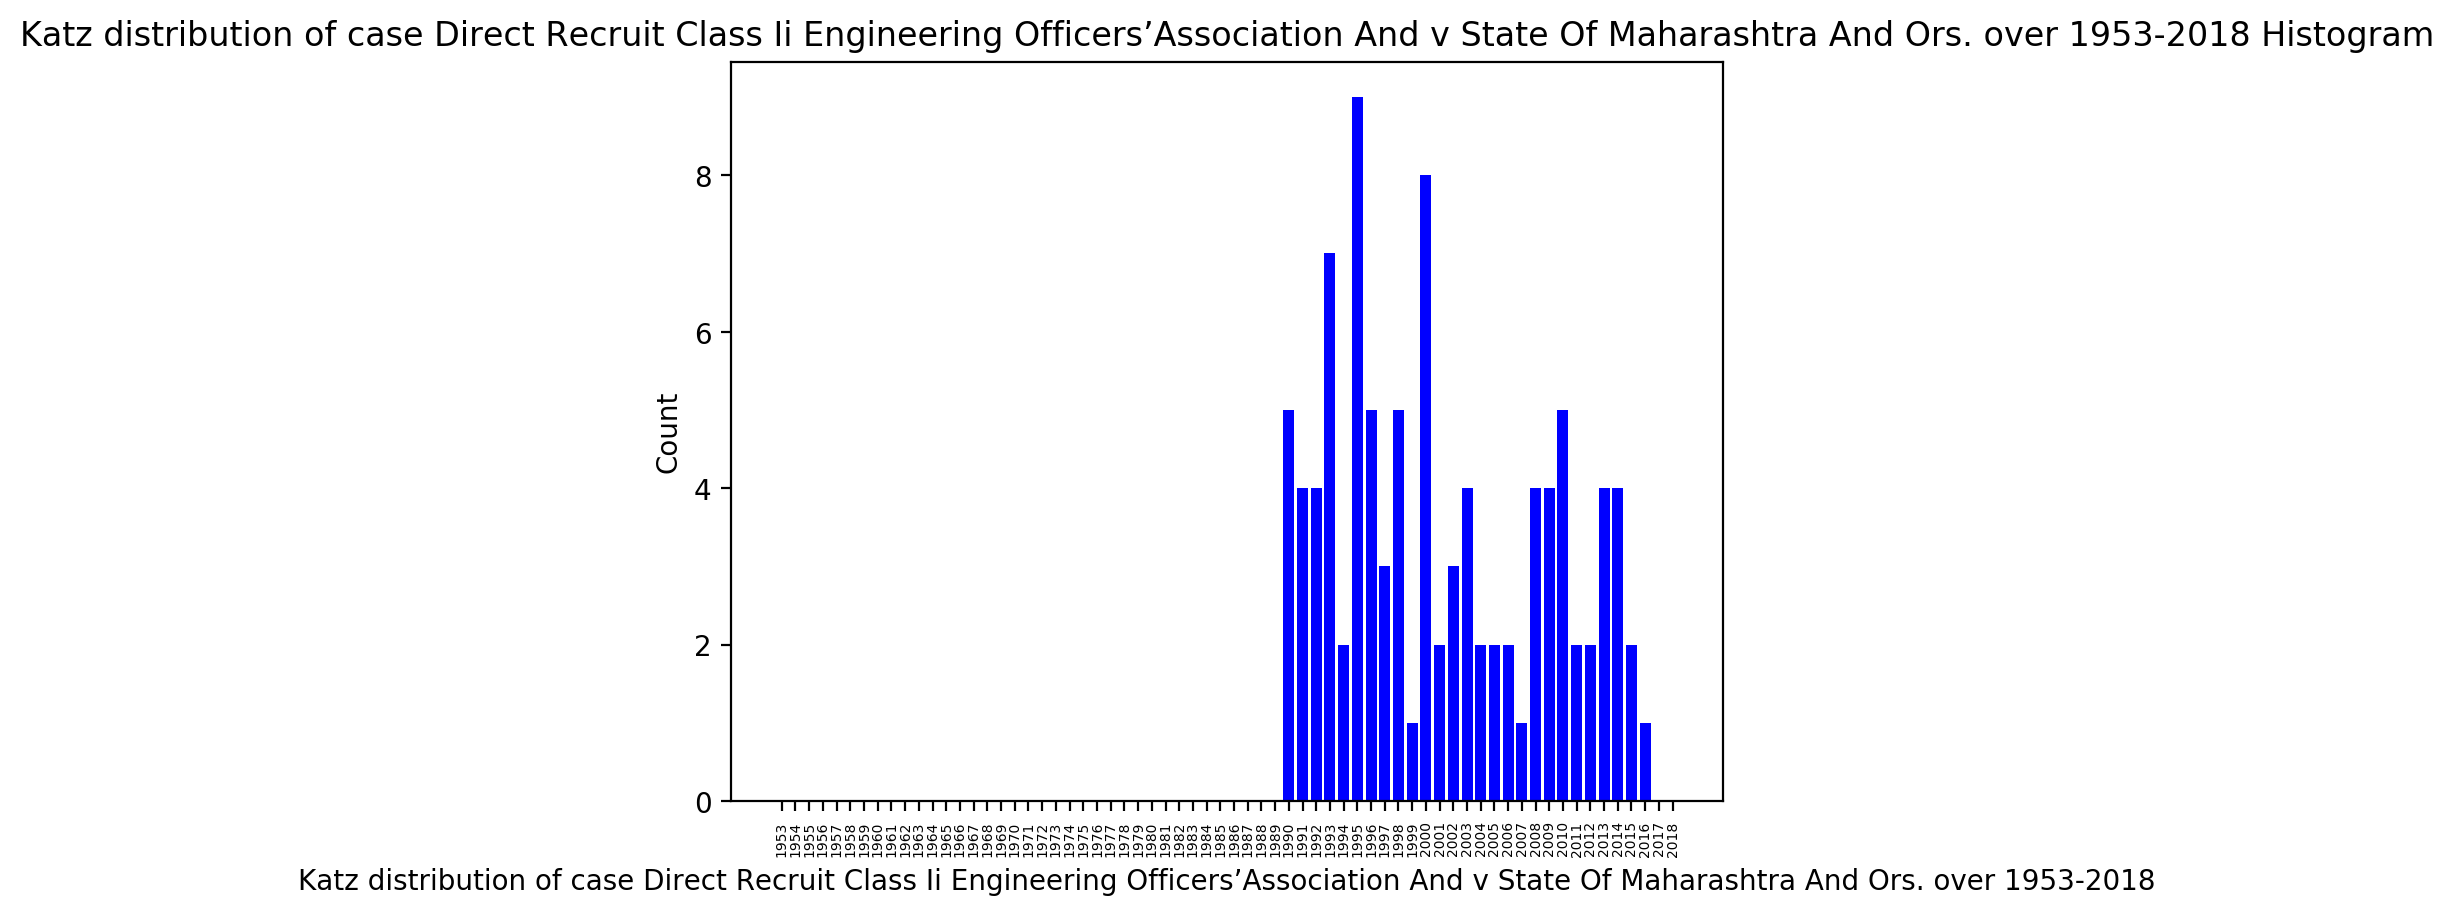 Katz distribution of case Direct Recruit Class Ii Engineering Officers’Association And v State Of Maharashtra And Ors. over 1953-2018 Histogram
8
6
4
2
0
Count
1953 1954 1955 1956 1957 1958 1959 1960 1961 1962 1963 1964 1965 1966 1967 1968 1969 1970 1971 1972 1973 1974 1975 1976 1977 1978 1979 1980 1981 1982 1983 1984 1985 1986 1987 1988 1989 1990 1991 1992 1993 1994 1995 1996 1997 1998 1999 2000 2001 2002 2003 2004 2005 2006 2007 2008 2009 2010 2011 2012 2013 2014 2015 2016 2017 2018
Katz distribution of case Direct Recruit Class Ii Engineering Officers’Association And v State Of Maharashtra And Ors. over 1953-2018